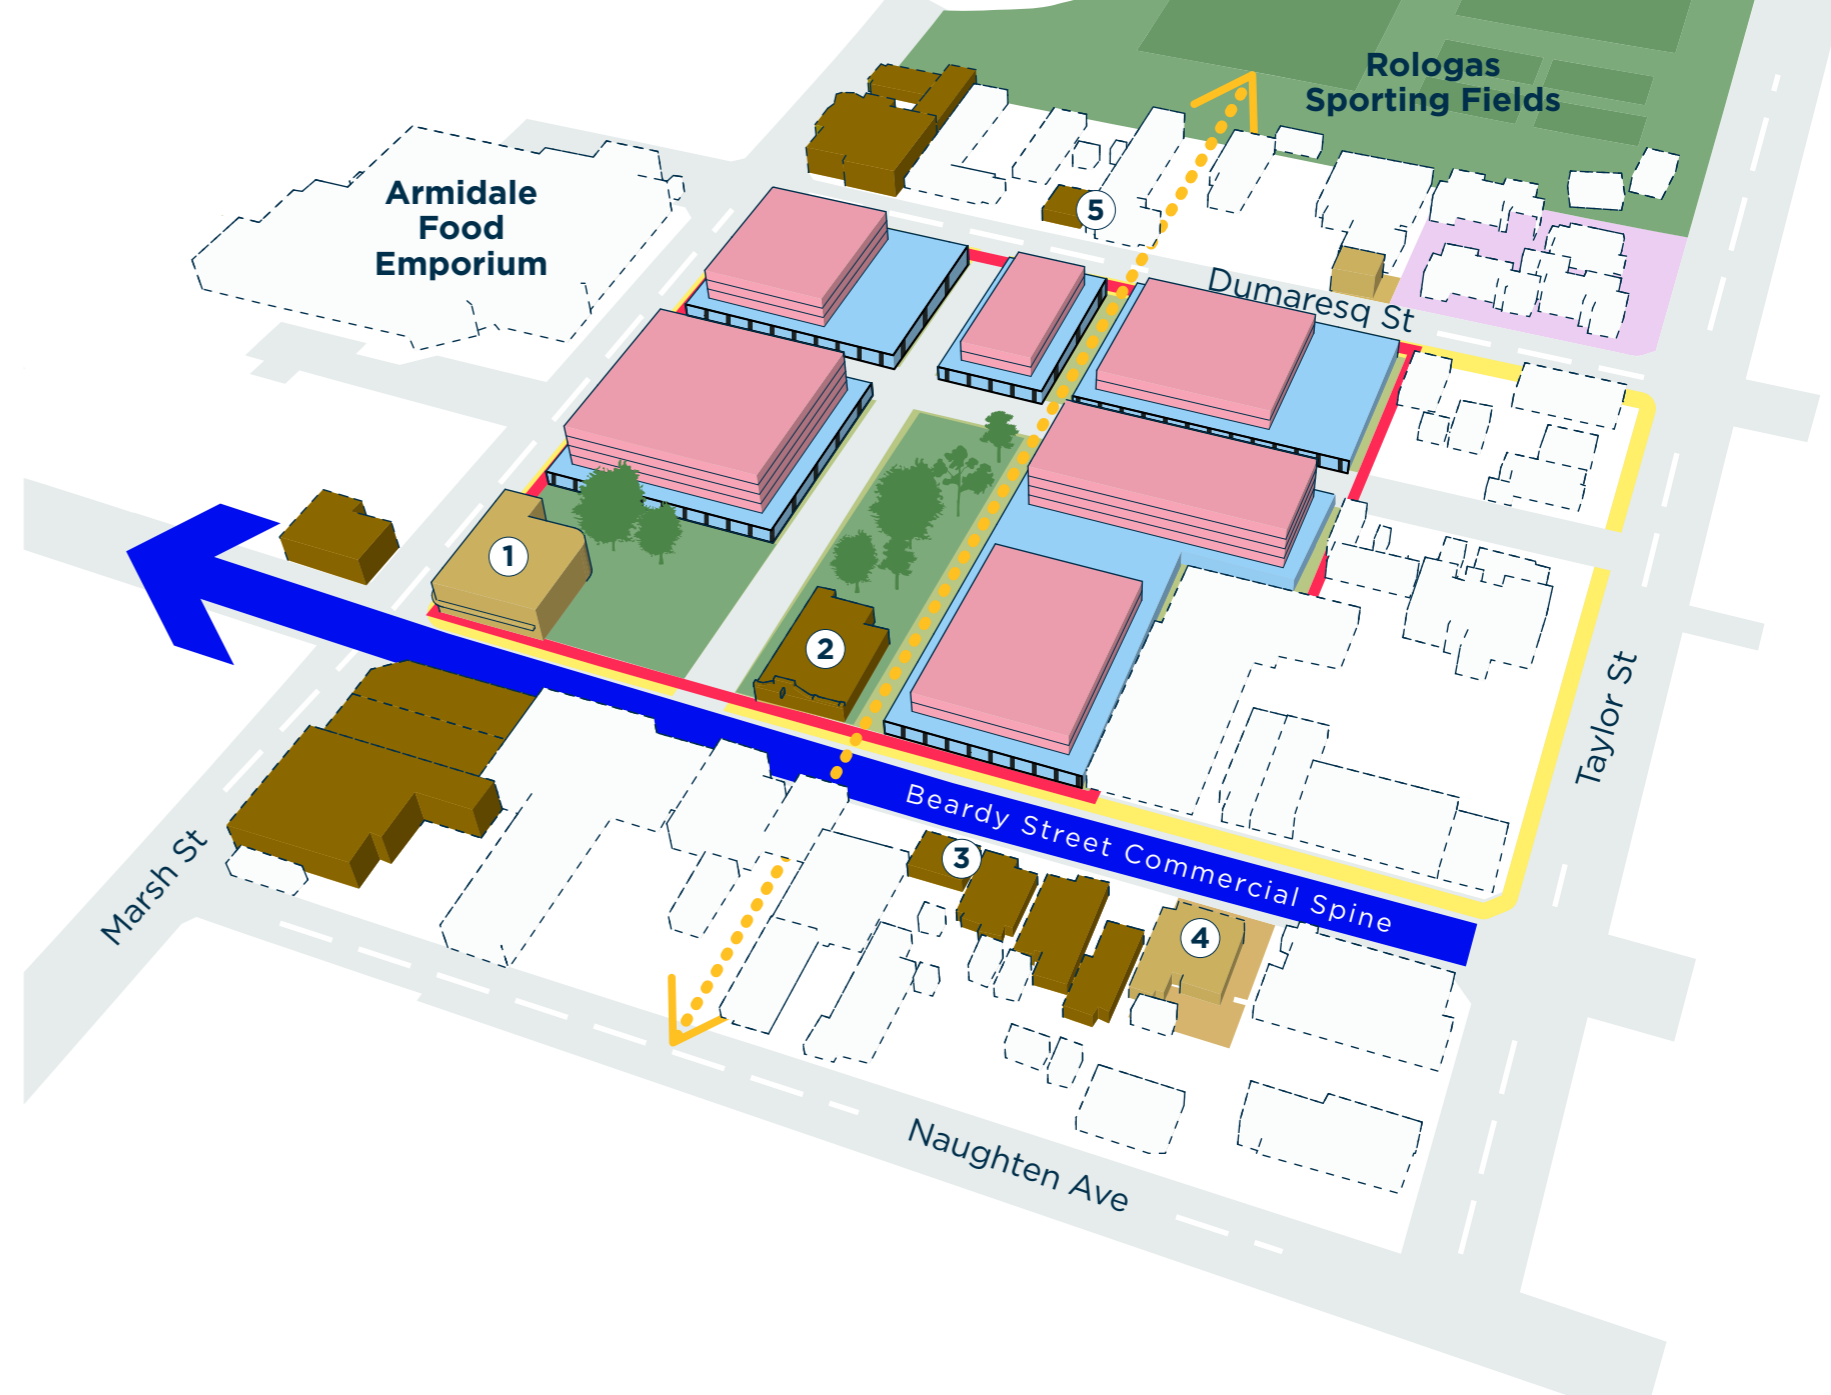 Rologas
Sporting Fields
Armidale
Food
Emporium
5
Dumaresq St
1
2
Taylor St
Beardy Street Commercial Spine
3
Marsh St
4
Naughten Ave